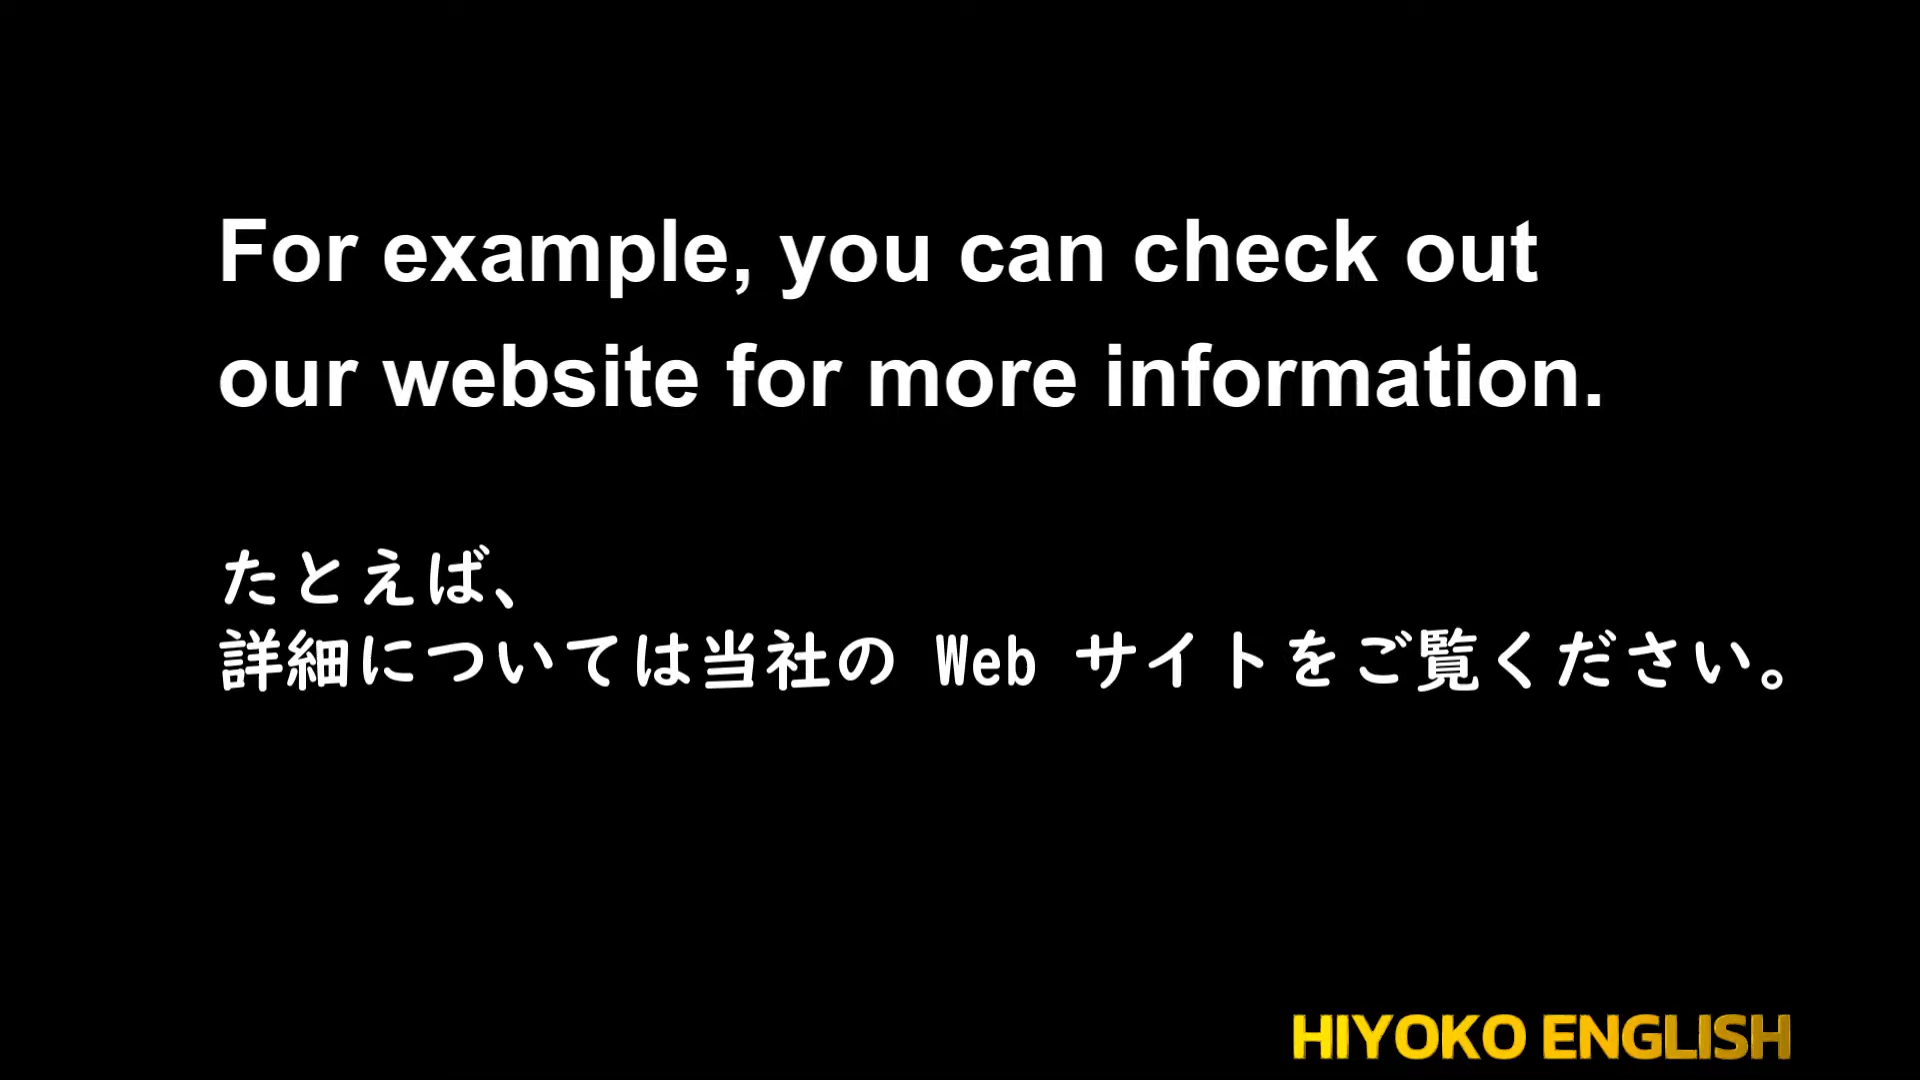 For example, you can check out
our website for more information.
たとえば、
詳細については当社の Web サイトをご覧ください。
HIYOKO ENGLISH